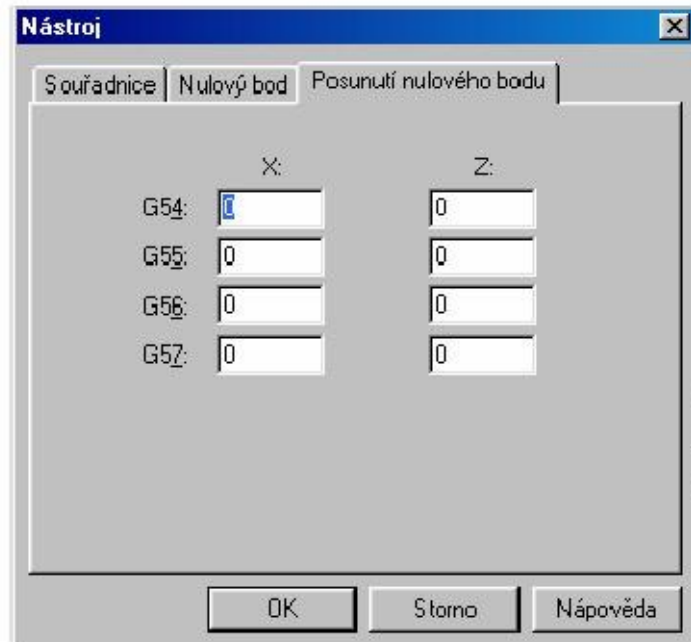 Nástroj
Souřadnice Nulový bod Posunutí nulového bodu
X: Z:
G54: 0 0
G55: 0 0
G56: 0 0
G57: 0 0
OK Storno Nápověda